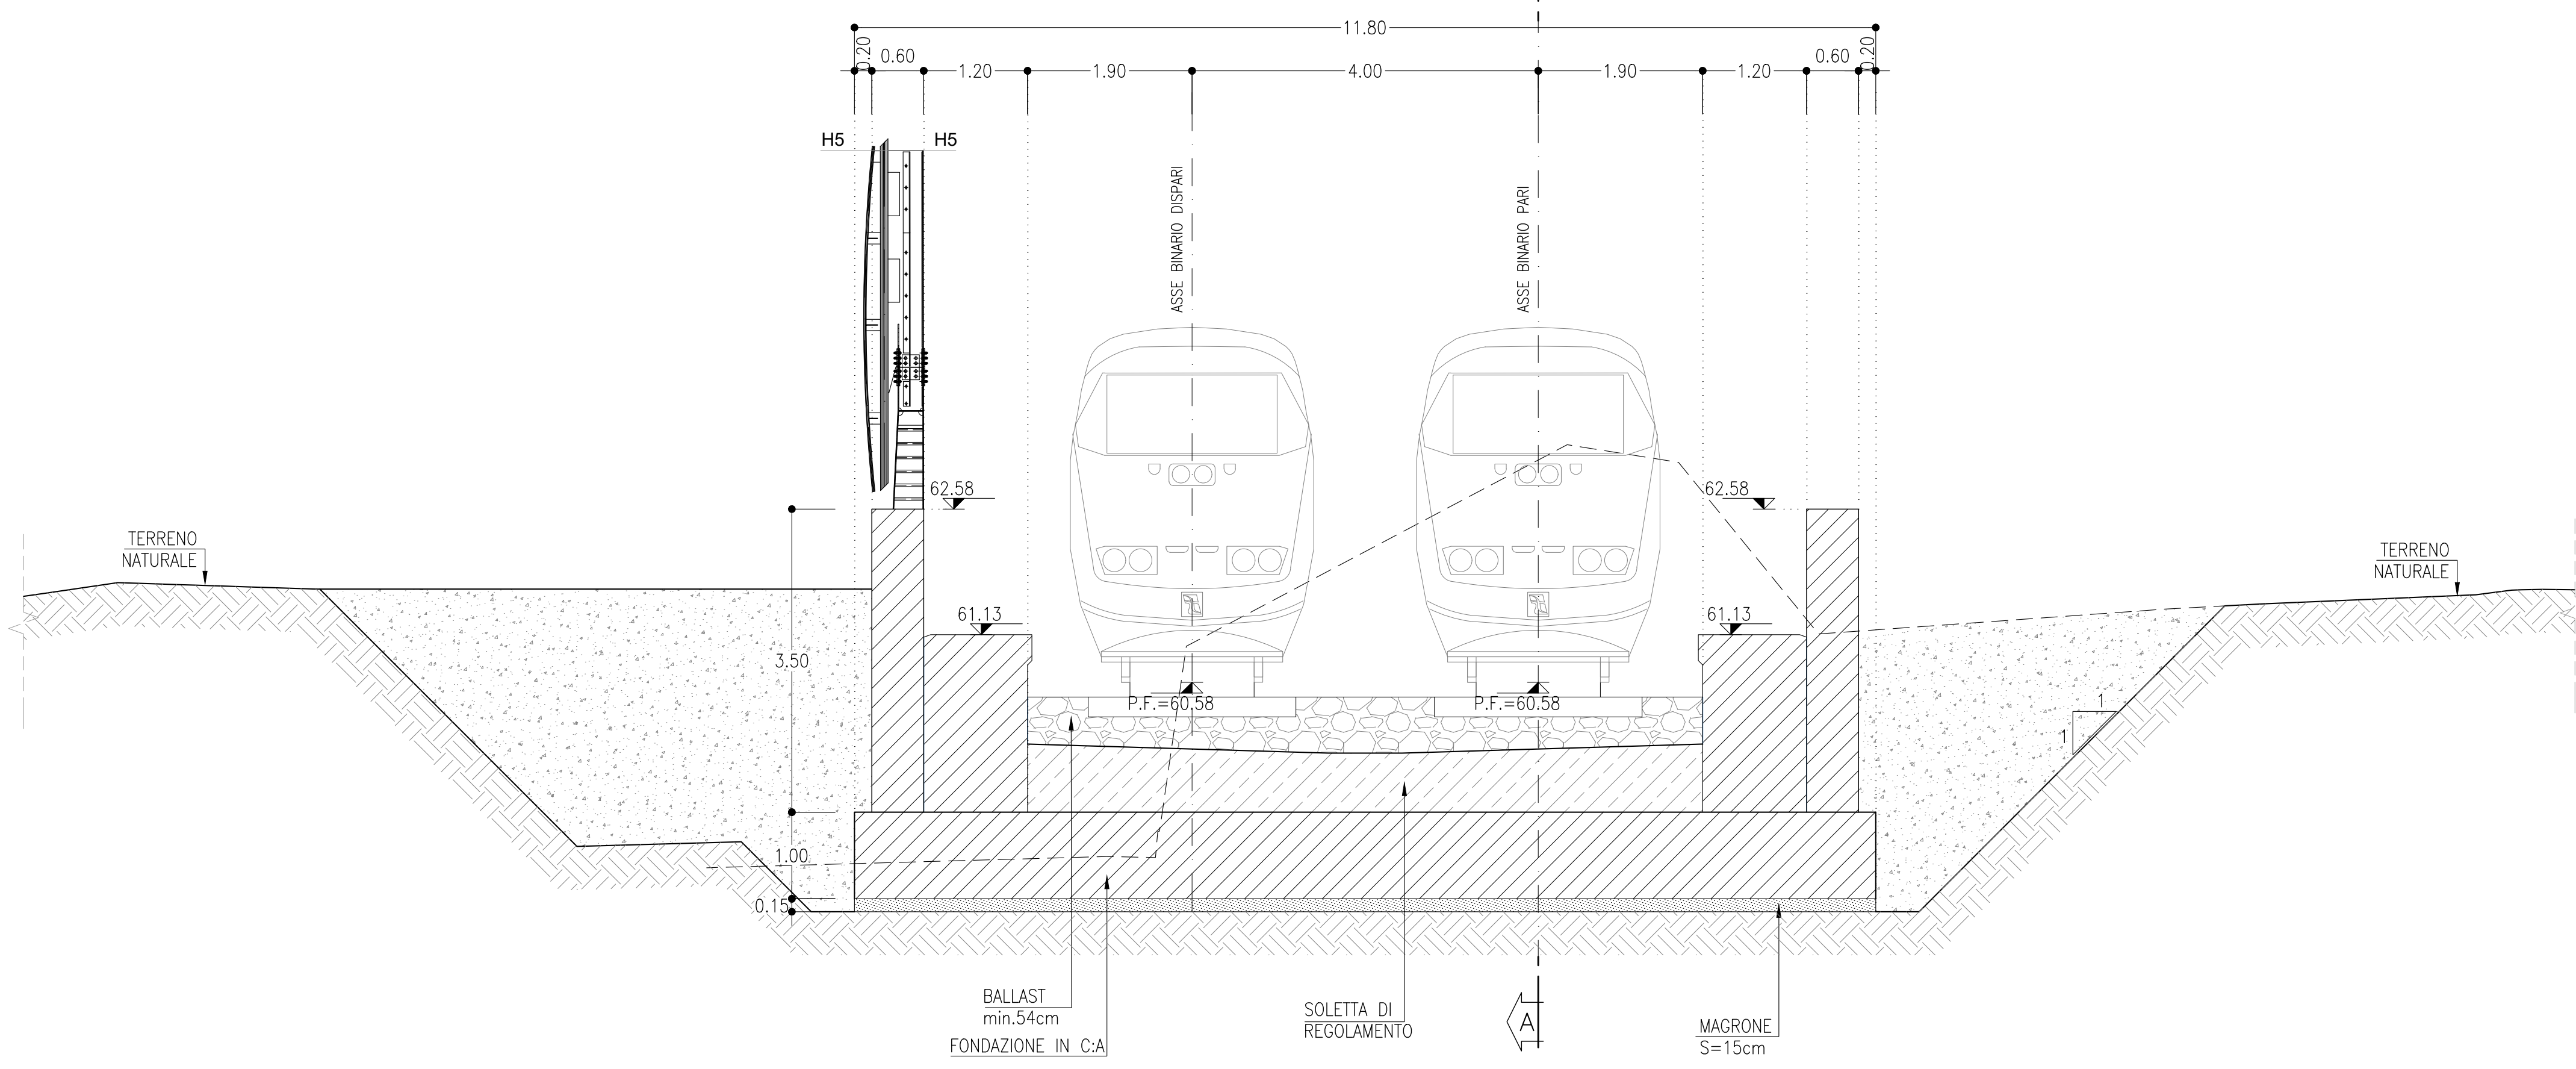 11.80
0.20
0.60
1.20
1.90
4.00
1.90
1.20
0.60
0.20
H5
H5
ASSE BINARIO DISPARI
ASSE BINARIO PARI
62.58
62.58
TERRENO
NATURALE
TERRENO
NATURALE
61.13
61.13
3.50
P.F.=60.58
P.F.=60.58
1
1
1.00
0.15
BALLAST
min.54cm
FONDAZIONE IN C:A
SOLETTA DI
REGOLAMENTO
A
MAGRONE
S=15cm